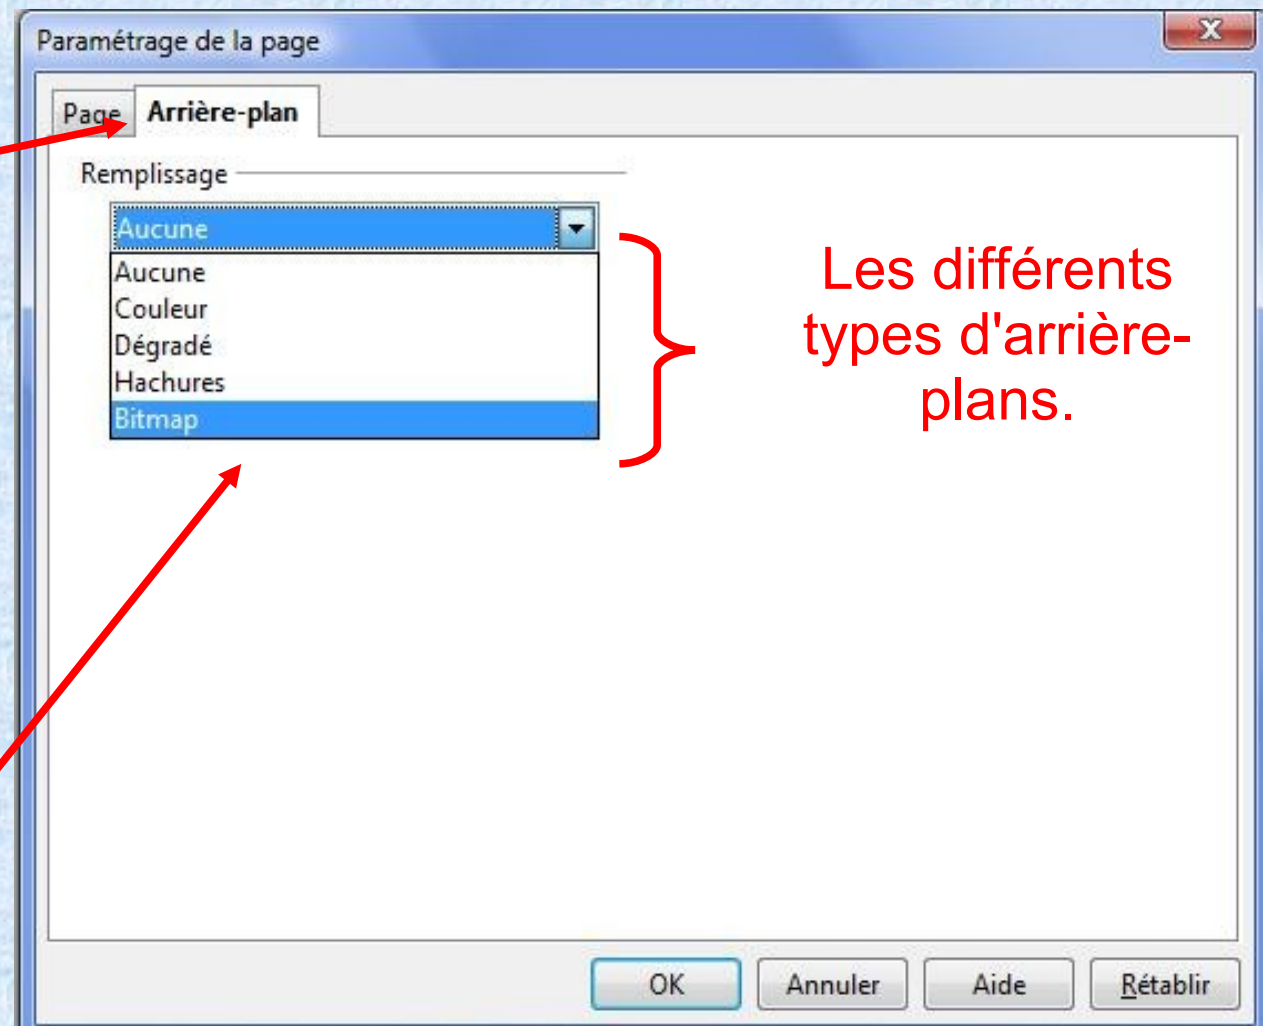 Paramétrage de la page
Page
Arrière-plan
Remplissage
Aucune
Aucune
Couleur
Dégradé
Hachures
Bitmap
Les différents
types d'arrière-
plans.
OK
Annuler
Aide
Rétablir